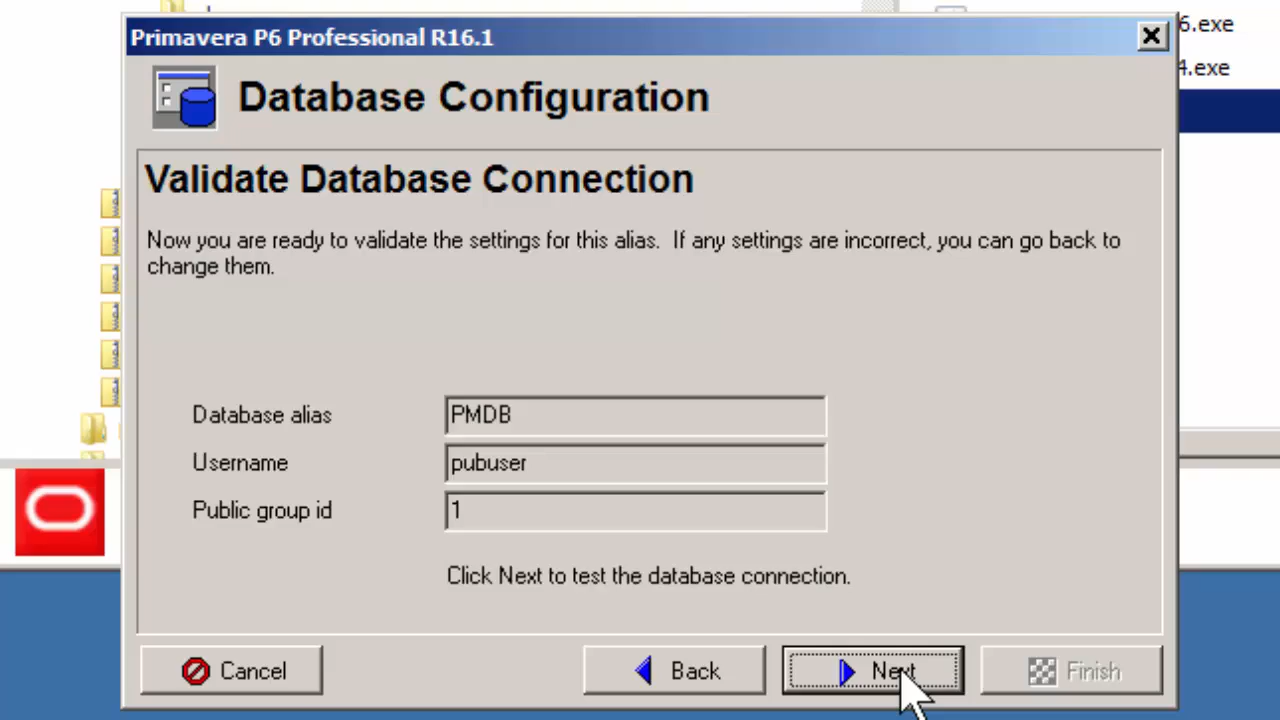 6.exe
Primavera P6 Professional R16.1
4.exe
Database Configuration
Validate Database Connection
Now you are ready to validate the settings for this alias.  If any settings are incorrect, you can go back to
change them.
Database alias PMDB
Username pubuser
Public group id 1
Click Next to test the database connection.
Cancel Back Next Finish